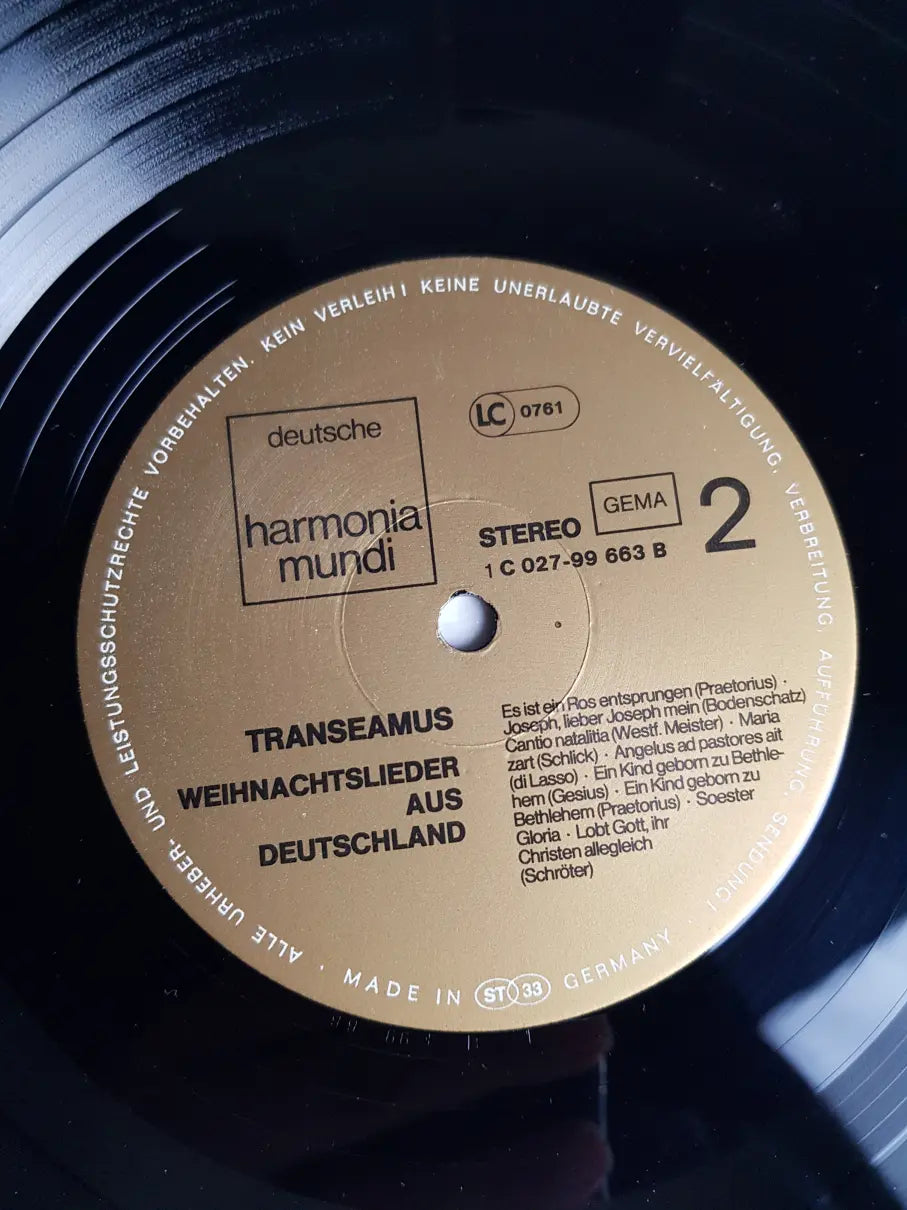 ALLE URHEBER- UND LEISTUNGSSCHUTZRECHTE VORBEHALTEN. KEIN VERLEIH! KEINE UNERLAUBTE VERVIELFÄLTIGUNG, VERBREITUNG, AUFFÜHRUNG, SENDUNG!
deutsche
harmonia
mundi
LC 0761
STEREO GEMA 2
1 C 027-99 663 B
TRANSEAMUS
WEIHNACHTSLIEDER
AUS
DEUTSCHLAND
Es ist ein Ros entsprungen (Praetorius) ·
Joseph, lieber Joseph mein (Bodenschatz)
Cantio natalitia (Westf. Meister) · Maria
zart (Schlick) · Angelus ad pastores ait
(di Lasso) · Ein Kind geborn zu Bethle-
hem (Gesius) · Ein Kind geborn zu
Bethlehem (Praetorius) · Soester
Gloria · Lobt Gott, ihr
Christen allegleich
(Schröter)
· MADE IN ST 33 GERMANY ·